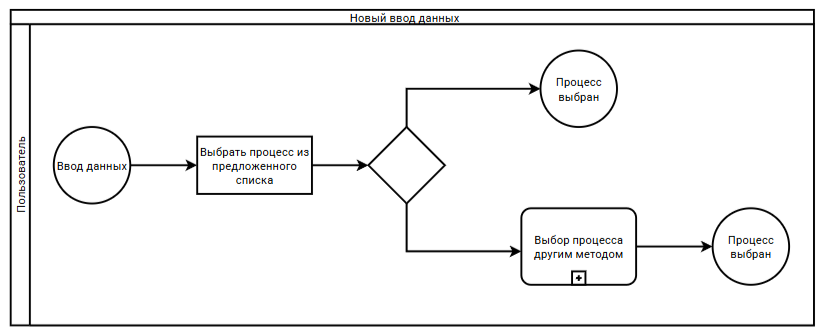 Новый ввод данных
Пользователь
Ввод данных
Выбрать процесс из
предложенного
списка
Процесс
выбран
Выбор процесса
другим методом
Процесс
выбран